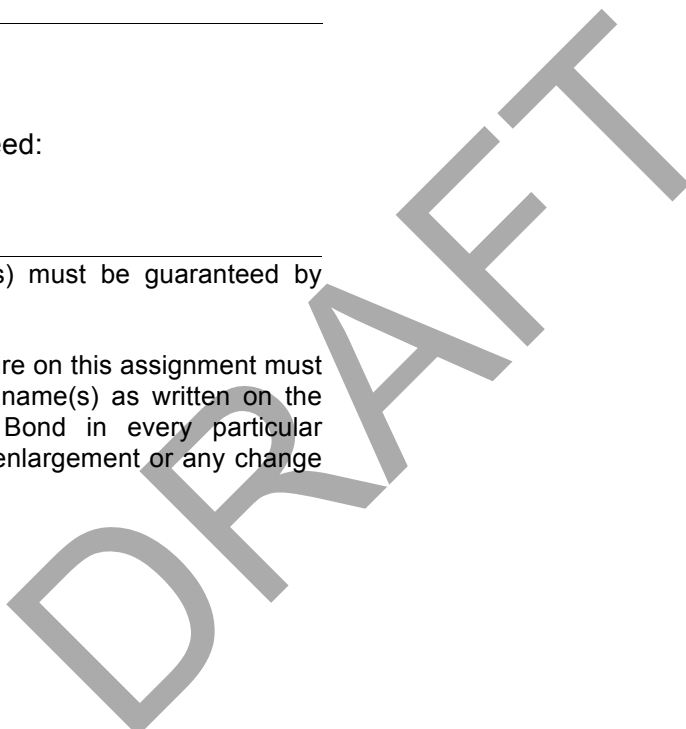 eed:
s) must be guaranteed by
re on this assignment must
name(s) as written on the
Bond in every particular
enlargement or any change
DRAFT